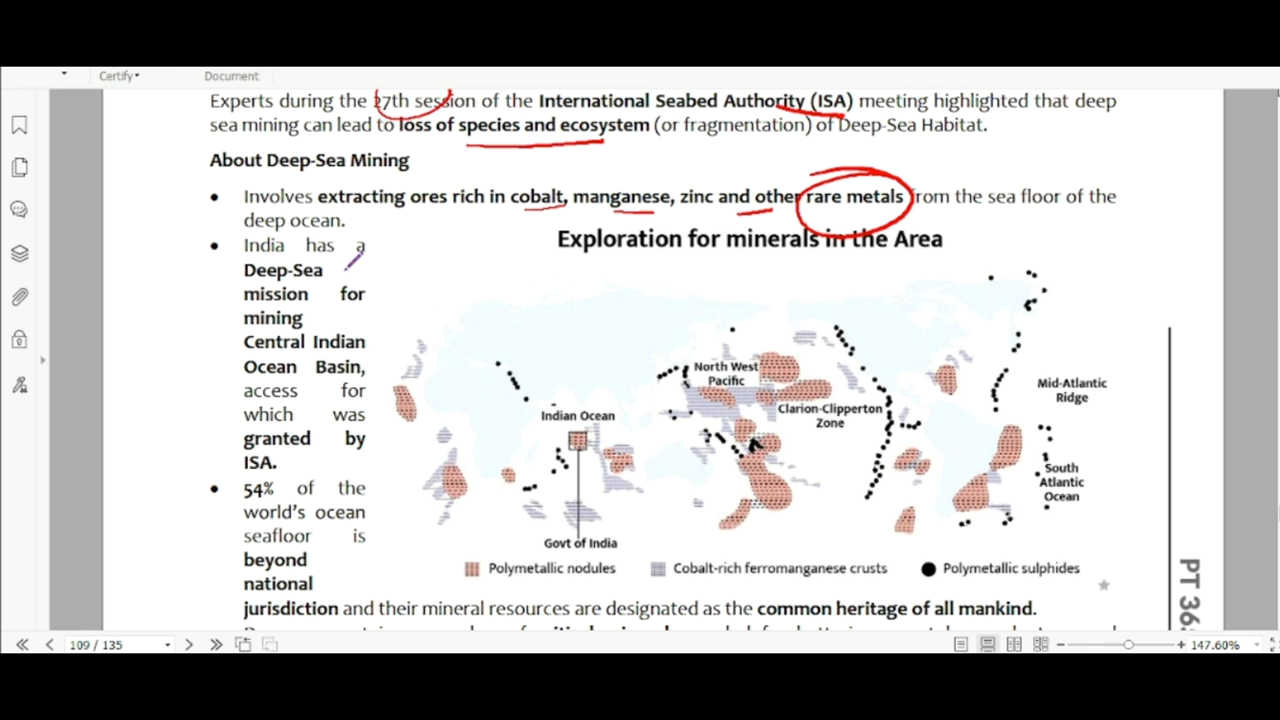 Certify
Document
Experts during the 27th session of the International Seabed Authority (ISA) meeting highlighted that deep
sea mining can lead to loss of species and ecosystem (or fragmentation) of Deep-Sea Habitat.
About Deep-Sea Mining
• Involves extracting ores rich in cobalt, manganese, zinc and other rare metals from the sea floor of the
deep ocean.
• India has a
Deep-Sea
mission for
mining
Central Indian
Ocean Basin,
access for
which was
granted by
ISA.
• 54% of the
world's ocean
seafloor is
beyond
national
jurisdiction and their mineral resources are designated as the common heritage of all mankind.
Exploration for minerals in the Area
North West
Pacific
Clarion-Clipperton
Zone
Indian Ocean
Mid-Atlantic
Ridge
South
Atlantic
Ocean
Govt of India
Polymetallic nodules
Cobalt-rich ferromanganese crusts
Polymetallic sulphides
PT 36
109 / 135
147.60%